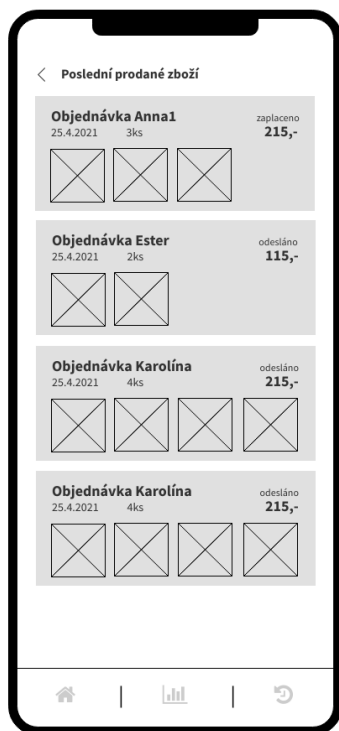 Poslední prodané zboží
Objednávka Anna1 zaplaceno
25.4.2021 3ks 215,-
Objednávka Ester odesláno
25.4.2021 2ks 115,-
Objednávka Karolína odesláno
25.4.2021 4ks 215,-
Objednávka Karolína odesláno
25.4.2021 4ks 215,-